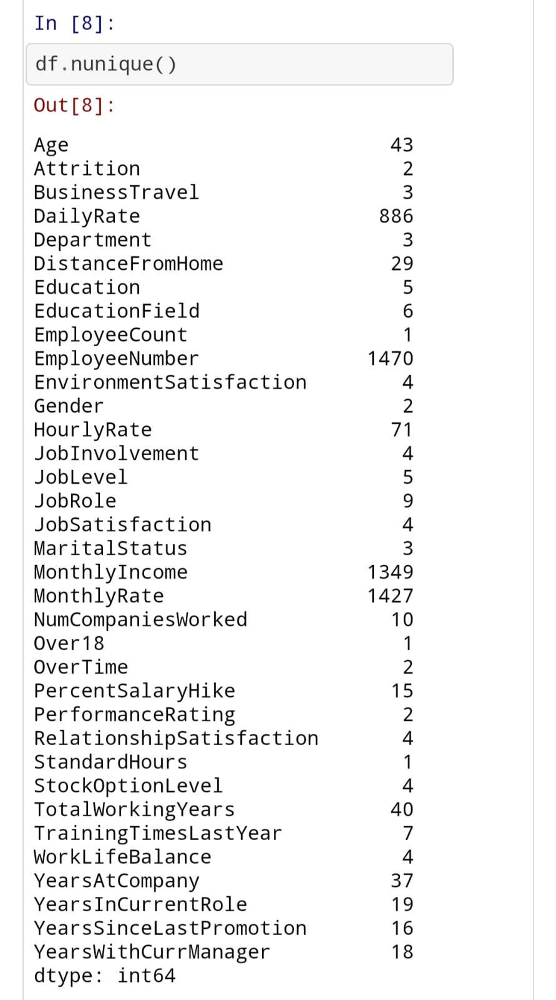 In [8]:
df.nunique()
Out[8]:
Age 43
Attrition 2
BusinessTravel 3
DailyRate 886
Department 3
DistanceFromHome 29
Education 5
EducationField 6
EmployeeCount 1
EmployeeNumber 1470
EnvironmentSatisfaction 4
Gender 2
HourlyRate 71
JobInvolvement 4
JobLevel 5
JobRole 9
JobSatisfaction 4
MaritalStatus 3
MonthlyIncome 1349
MonthlyRate 1427
NumCompaniesWorked 10
Over18 1
OverTime 2
PercentSalaryHike 15
PerformanceRating 2
RelationshipSatisfaction 4
StandardHours 1
StockOptionLevel 4
TotalWorkingYears 40
TrainingTimesLastYear 7
WorkLifeBalance 4
YearsAtCompany 37
YearsInCurrentRole 19
YearsSinceLastPromotion 16
YearsWithCurrManager 18
dtype: int64